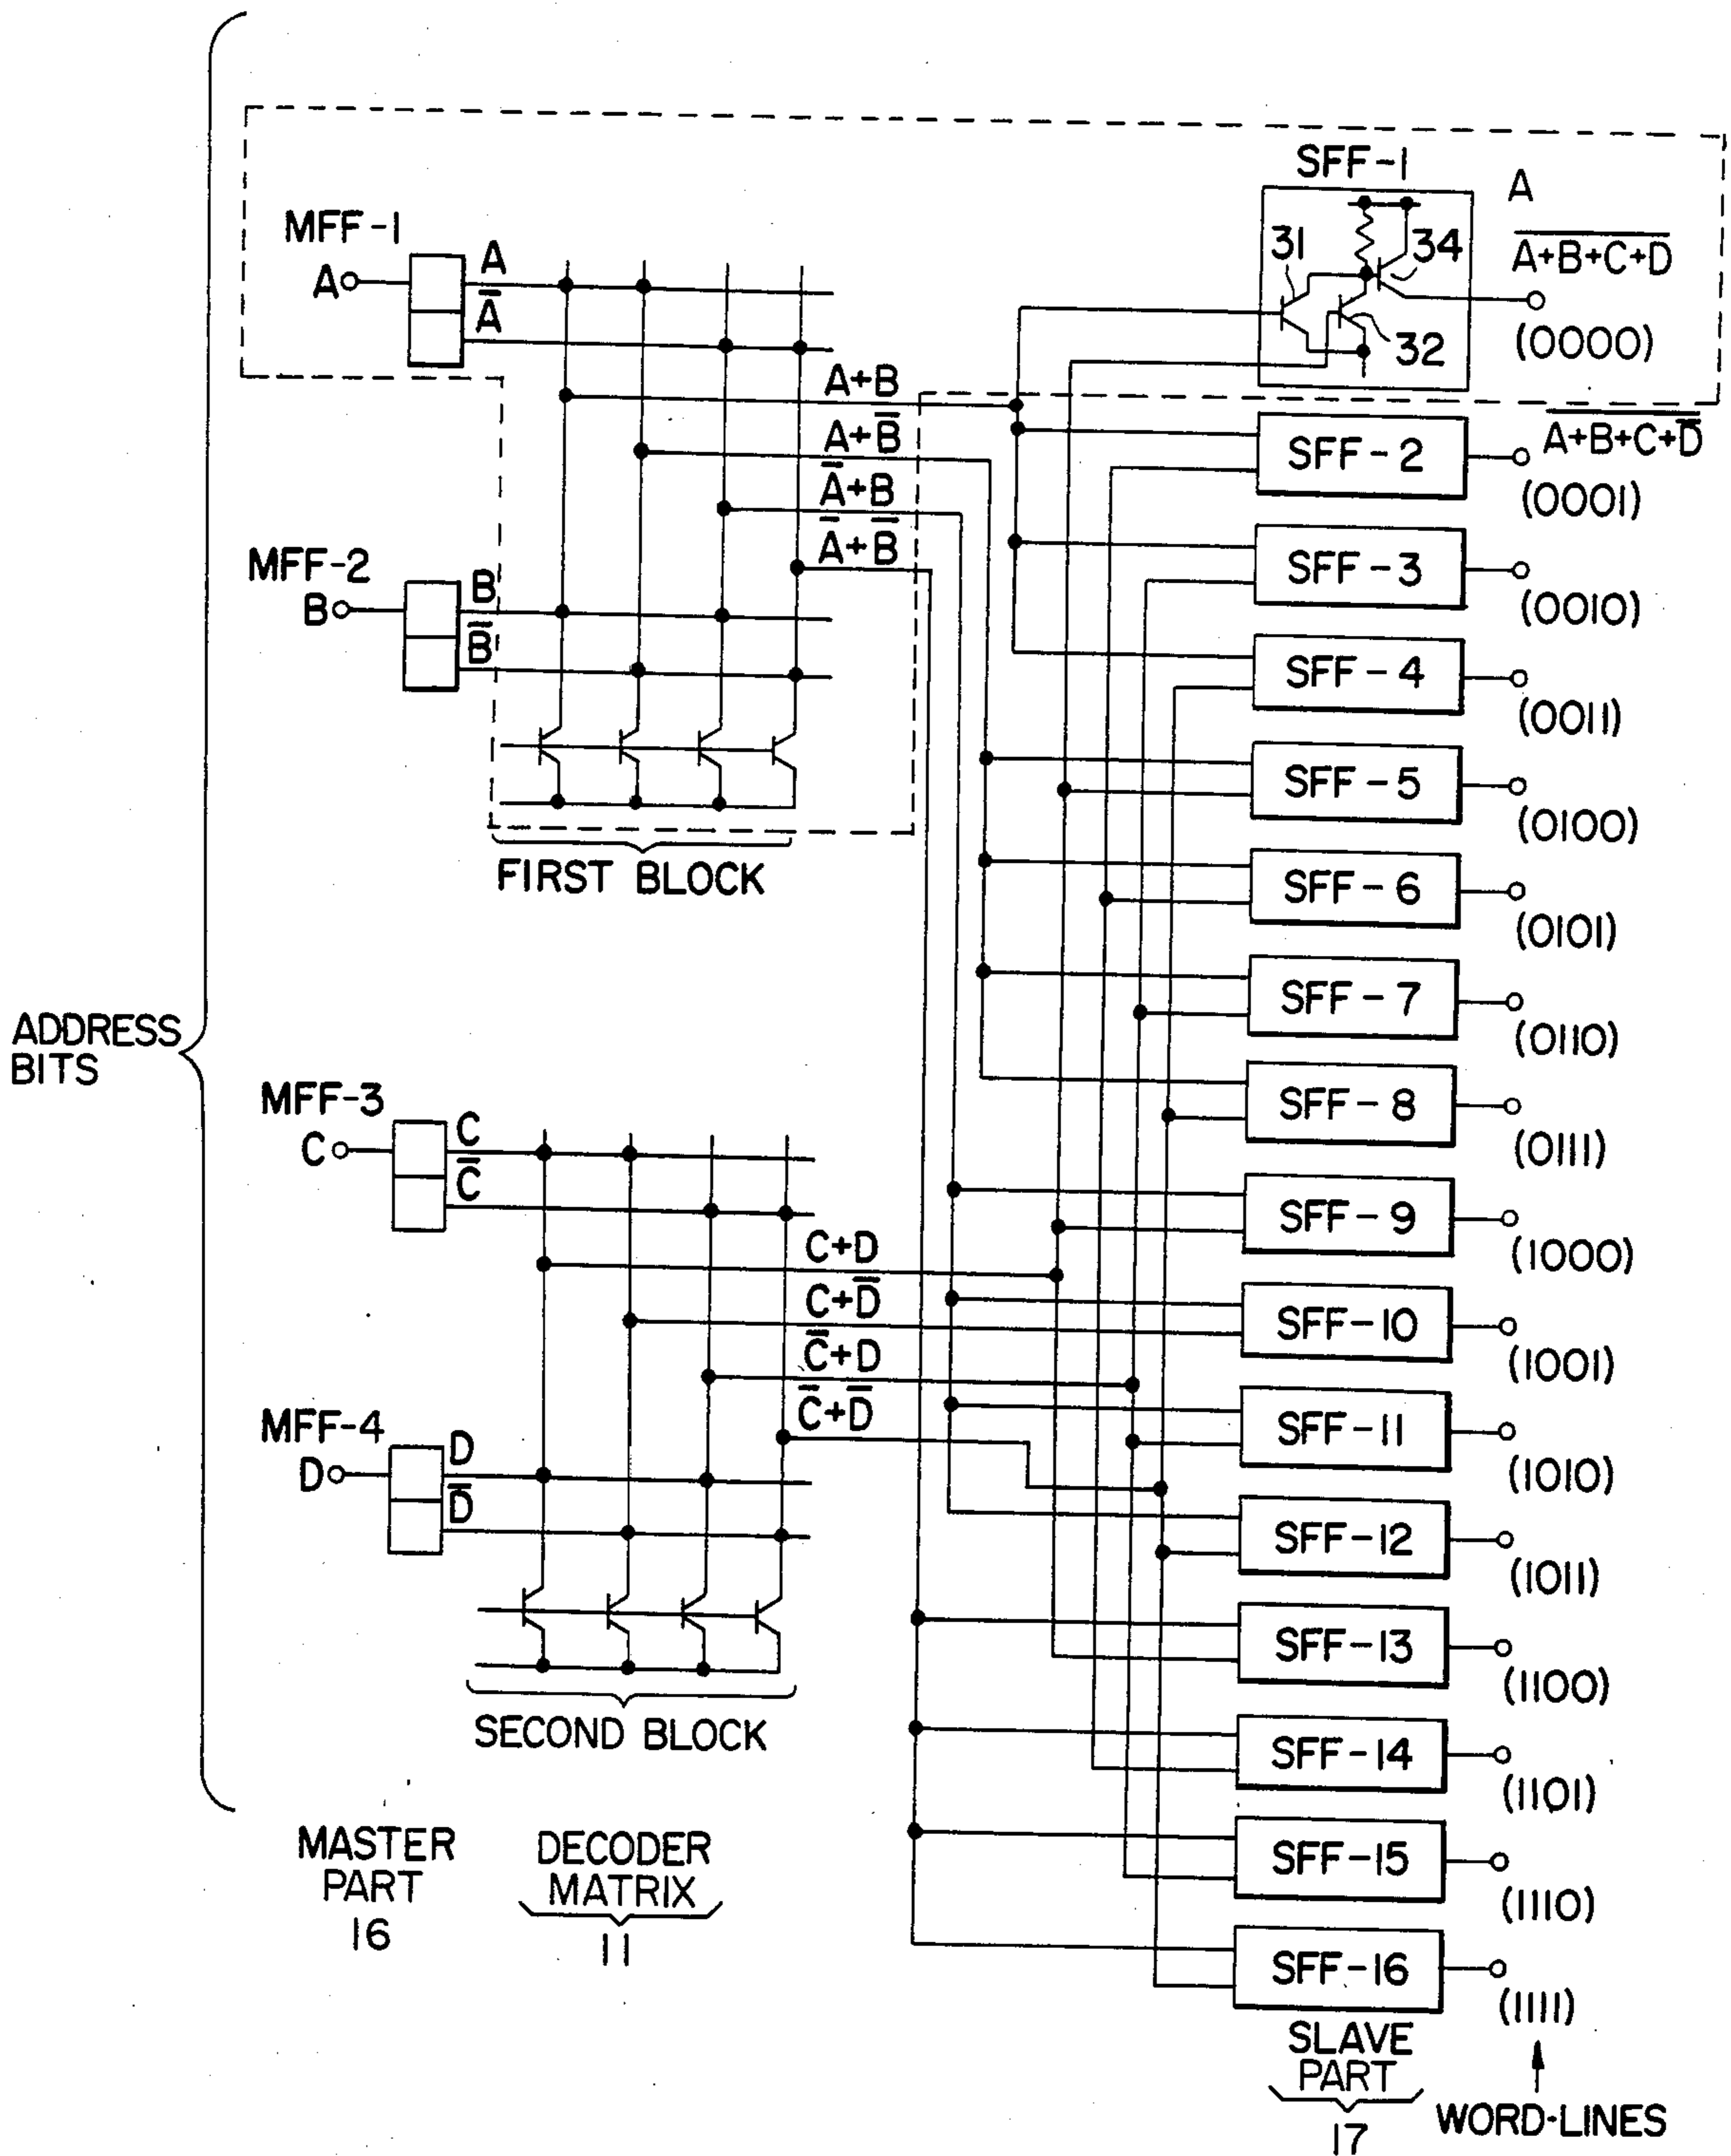 SFF-1
A
MFF-1
31
34
A̅+̅B̅+̅C̅+̅D̅
A
A
A̅
32
(0000)
A+B
A+B̅
A̅+B
A̅+B̅
SFF-2
A̅+̅B̅+̅C̅+̅D̿
(0001)
MFF-2
B
B
B̅
SFF-3
(0010)
SFF-4
(0011)
SFF-5
(0100)
FIRST BLOCK
SFF-6
(0101)
SFF-7
(0110)
ADDRESS
BITS
SFF-8
(0111)
MFF-3
C
C
C̅
SFF-9
(1000)
C+D
C+D̅
C̅+D
C̅+D̅
SFF-10
(1001)
MFF-4
D
D
D̅
SFF-11
(1010)
SFF-12
(1011)
SFF-13
(1100)
SECOND BLOCK
SFF-14
(1101)
MASTER
PART
16
DECODER
MATRIX
11
SFF-15
(1110)
SFF-16
(1111)
SLAVE
PART
17
WORD-LINES